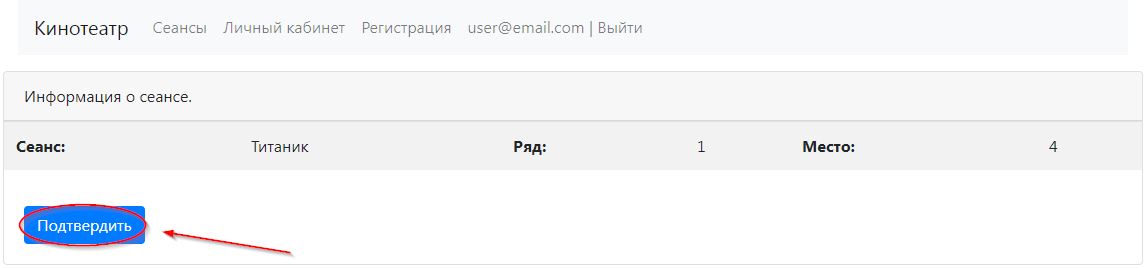 Кинотеатр Сеансы Личный кабинет Регистрация user@email.com | Выйти
Информация о сеансе.
Сеанс: Титаник Ряд: 1 Место: 4
Подтвердить